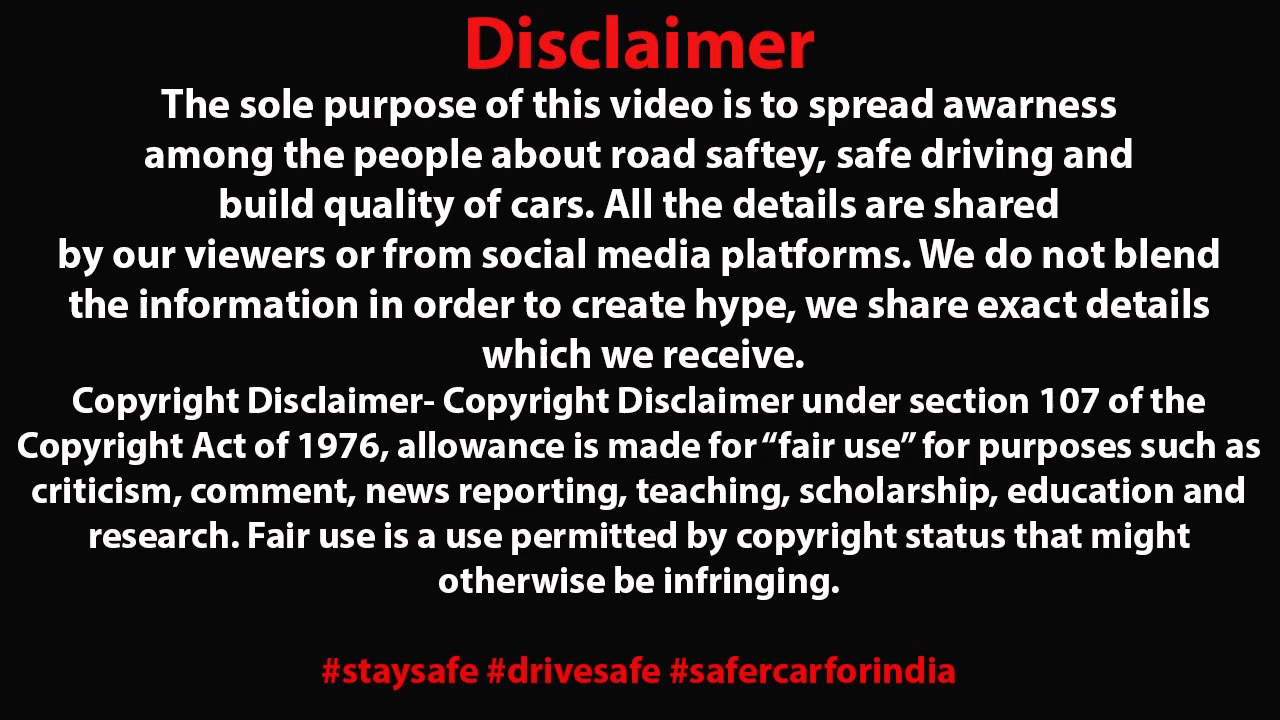 Disclaimer
The sole purpose of this video is to spread awarness
among the people about road saftey, safe driving and
build quality of cars. All the details are shared
by our viewers or from social media platforms. We do not blend
the information in order to create hype, we share exact details
which we receive.
Copyright Disclaimer- Copyright Disclaimer under section 107 of the
Copyright Act of 1976, allowance is made for “fair use” for purposes such as
criticism, comment, news reporting, teaching, scholarship, education and
research. Fair use is a use permitted by copyright status that might
otherwise be infringing.
#staysafe #drivesafe #safercarforindia